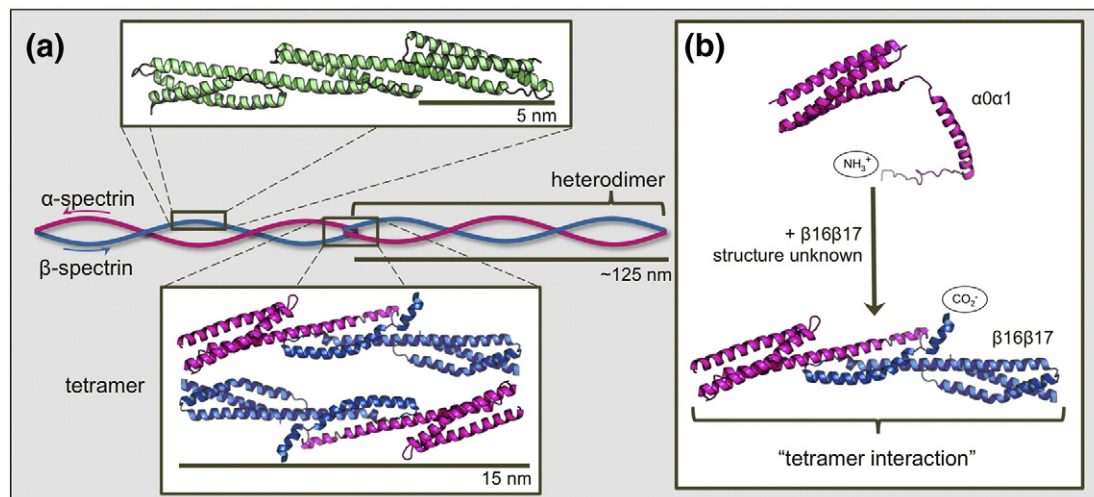 (a)
5 nm
α-spectrin
β-spectrin
heterodimer
~125 nm
tetramer
15 nm
(b)
α0α1
NH₃⁺
+ β16β17
structure unknown
CO₂⁻
β16β17
“tetramer interaction”